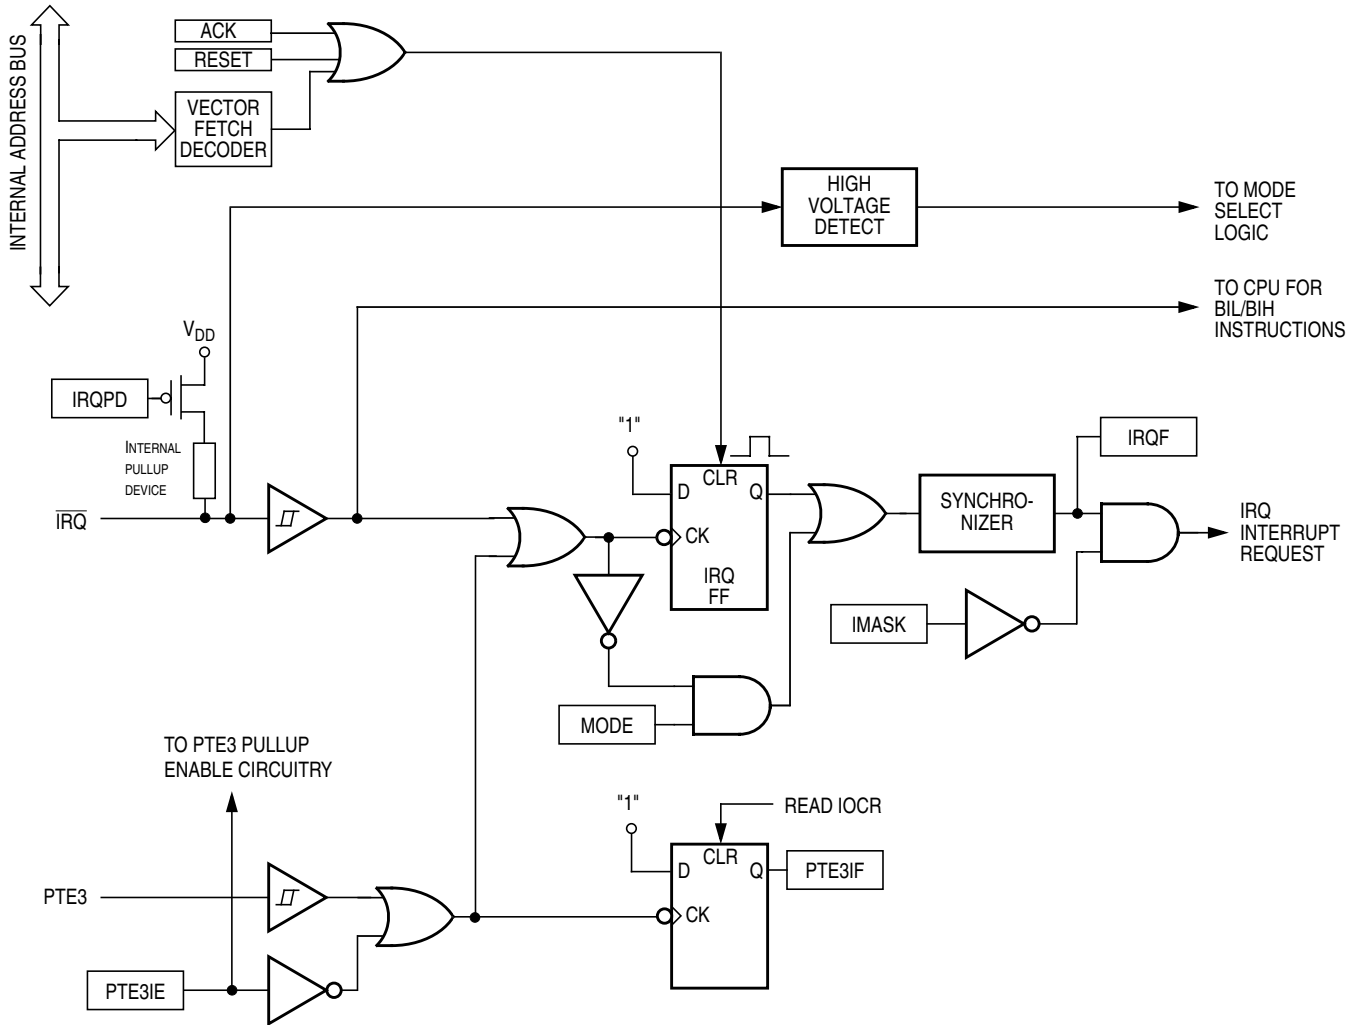 INTERNAL ADDRESS BUS
ACK
RESET
VECTOR
FETCH
DECODER
HIGH
VOLTAGE
DETECT
TO MODE
SELECT
LOGIC
TO CPU FOR
BIL/BIH
INSTRUCTIONS
VDD
IRQPD
INTERNAL
PULLUP
DEVICE
IRQ
"1"
D
CLR
Q
CK
IRQ
FF
SYNCHRO-
NIZER
IRQF
IRQ
INTERRUPT
REQUEST
IMASK
MODE
TO PTE3 PULLUP
ENABLE CIRCUITRY
"1"
READ IOCR
D
CLR
Q
CK
PTE3IF
PTE3
PTE3IE